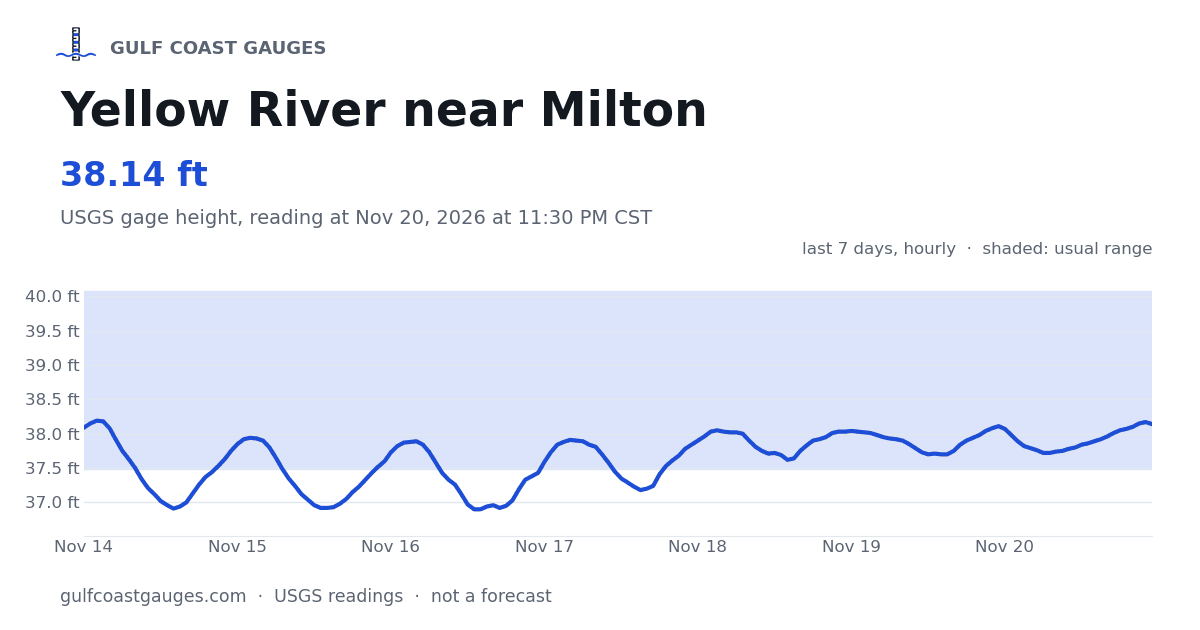 GULF COAST GAUGES
Yellow River near Milton
38.14 ft
USGS gage height, reading at Nov 20, 2026 at 11:30 PM CST
last 7 days, hourly · shaded: usual range
40.0 ft
39.5 ft
39.0 ft
38.5 ft
38.0 ft
37.5 ft
37.0 ft
Nov 14 Nov 15 Nov 16 Nov 17 Nov 18 Nov 19 Nov 20
gulfcoastgauges.com · USGS readings · not a forecast